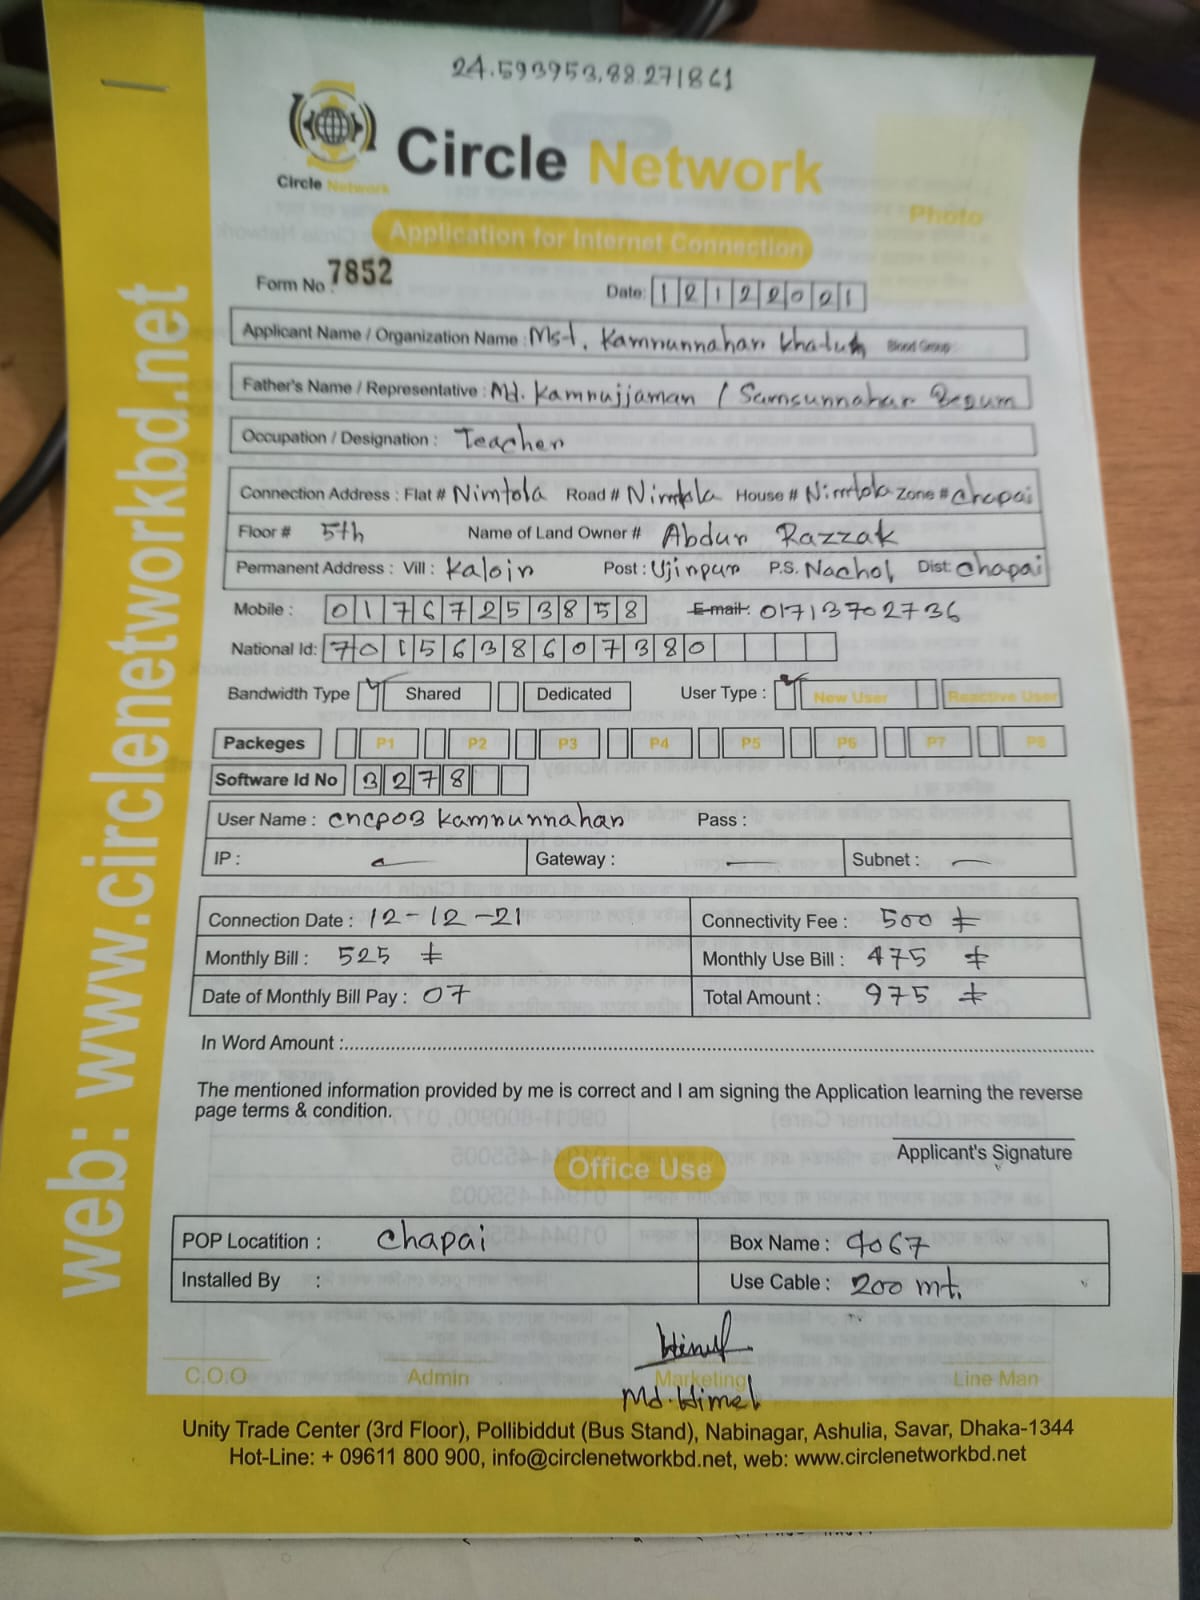 24.593953,88.271861
Circle Network
Circle Network
Photo
Application for Internet Connection
Form No : 7852
Date: 12122021
Applicant Name / Organization Name : Mst. Kamrunnahar Khatun Blood Group
Father's Name / Representative : Md. Kamrujjaman / Samsunnahar Begum
Occupation / Designation : Teacher
Connection Address : Flat # Nimtola Road # Nimtola House # Nimtola Zone # chapai
Floor # 5th Name of Land Owner # Abdur Razzak
Permanent Address : Vill : Kaloir Post : Ujirpur P.S. Nachol Dist: chapai
Mobile : 01767253858 E-mail: 01713702736
National Id: 7015638607380
Bandwidth Type Shared Dedicated User Type : New User Reactive User
Packeges P1 P2 P3 P4 P5 P6 P7 P8
Software Id No 3278
User Name : cncp03 kamrunnahar Pass :
IP : Gateway : Subnet :
Connection Date : 12-12-21 Connectivity Fee : 500
Monthly Bill : 525 Monthly Use Bill : 475
Date of Monthly Bill Pay : 07 Total Amount : 975
In Word Amount :
The mentioned information provided by me is correct and I am signing the Application learning the reverse
page terms & condition.
Applicant's Signature
Office Use
POP Locatition : chapai Box Name : 9067
Installed By : Use Cable : 200 mt.
C.O.O Admin Marketing Line Man
Md. Himel
Unity Trade Center (3rd Floor), Pollibiddut (Bus Stand), Nabinagar, Ashulia, Savar, Dhaka-1344
Hot-Line: + 09611 800 900, info@circlenetworkbd.net, web: www.circlenetworkbd.net
web: www.circlenetworkbd.net